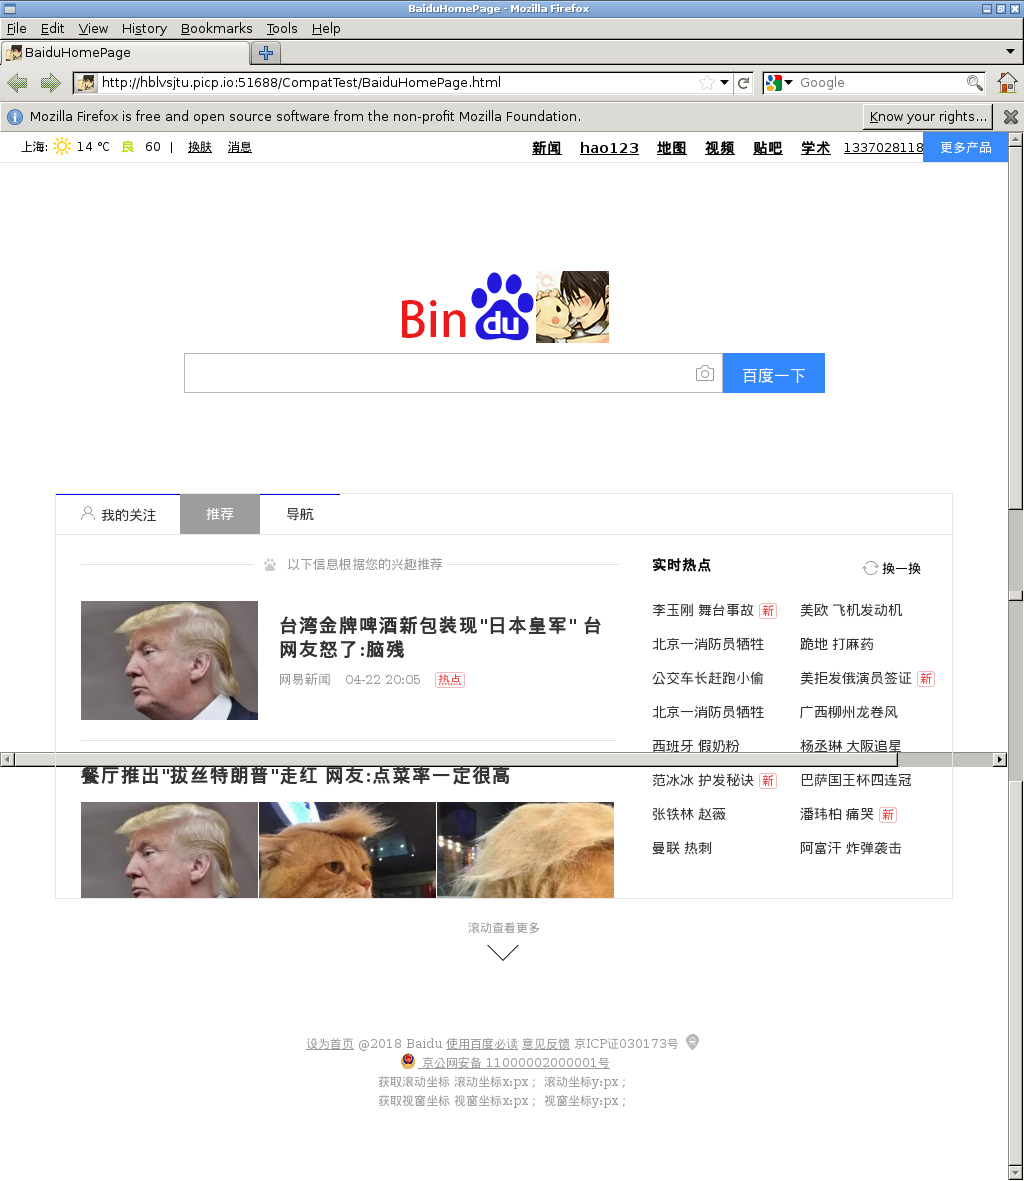 BaiduHomePage - Mozilla Firefox
File Edit View History Bookmarks Tools Help
BaiduHomePage
http://hblvsjtu.picp.io:51688/CompatTest/BaiduHomePage.html Google
Mozilla Firefox is free and open source software from the non-profit Mozilla Foundation. Know your rights...
上海: 14 ℃ 良 60 | 换肤 消息 新闻 hao123 地图 视频 贴吧 学术 1337028118 更多产品
Bin du
百度一下
我的关注 推荐 导航
以下信息根据您的兴趣推荐
台湾金牌啤酒新包装现"日本皇军" 台
网友怒了:脑残
网易新闻 04-22 20:05 热点
餐厅推出"拔丝特朗普"走红 网友:点菜率一定很高
实时热点 换一换
李玉刚 舞台事故 新 美欧 飞机发动机
北京一消防员牺牲 跪地 打麻药
公交车长赶跑小偷 美拒发俄演员签证 新
北京一消防员牺牲 广西柳州龙卷风
西班牙 假奶粉 杨丞琳 大阪追星
范冰冰 护发秘诀 新 巴萨国王杯四连冠
张铁林 赵薇 潘玮柏 痛哭 新
曼联 热刺 阿富汗 炸弹袭击
滚动查看更多
设为首页 @2018 Baidu 使用百度必读 意见反馈 京ICP证030173号
京公网安备 11000002000001号
获取滚动坐标 滚动坐标x:px ; 滚动坐标y:px ;
获取视窗坐标 视窗坐标x:px ; 视窗坐标y:px ;